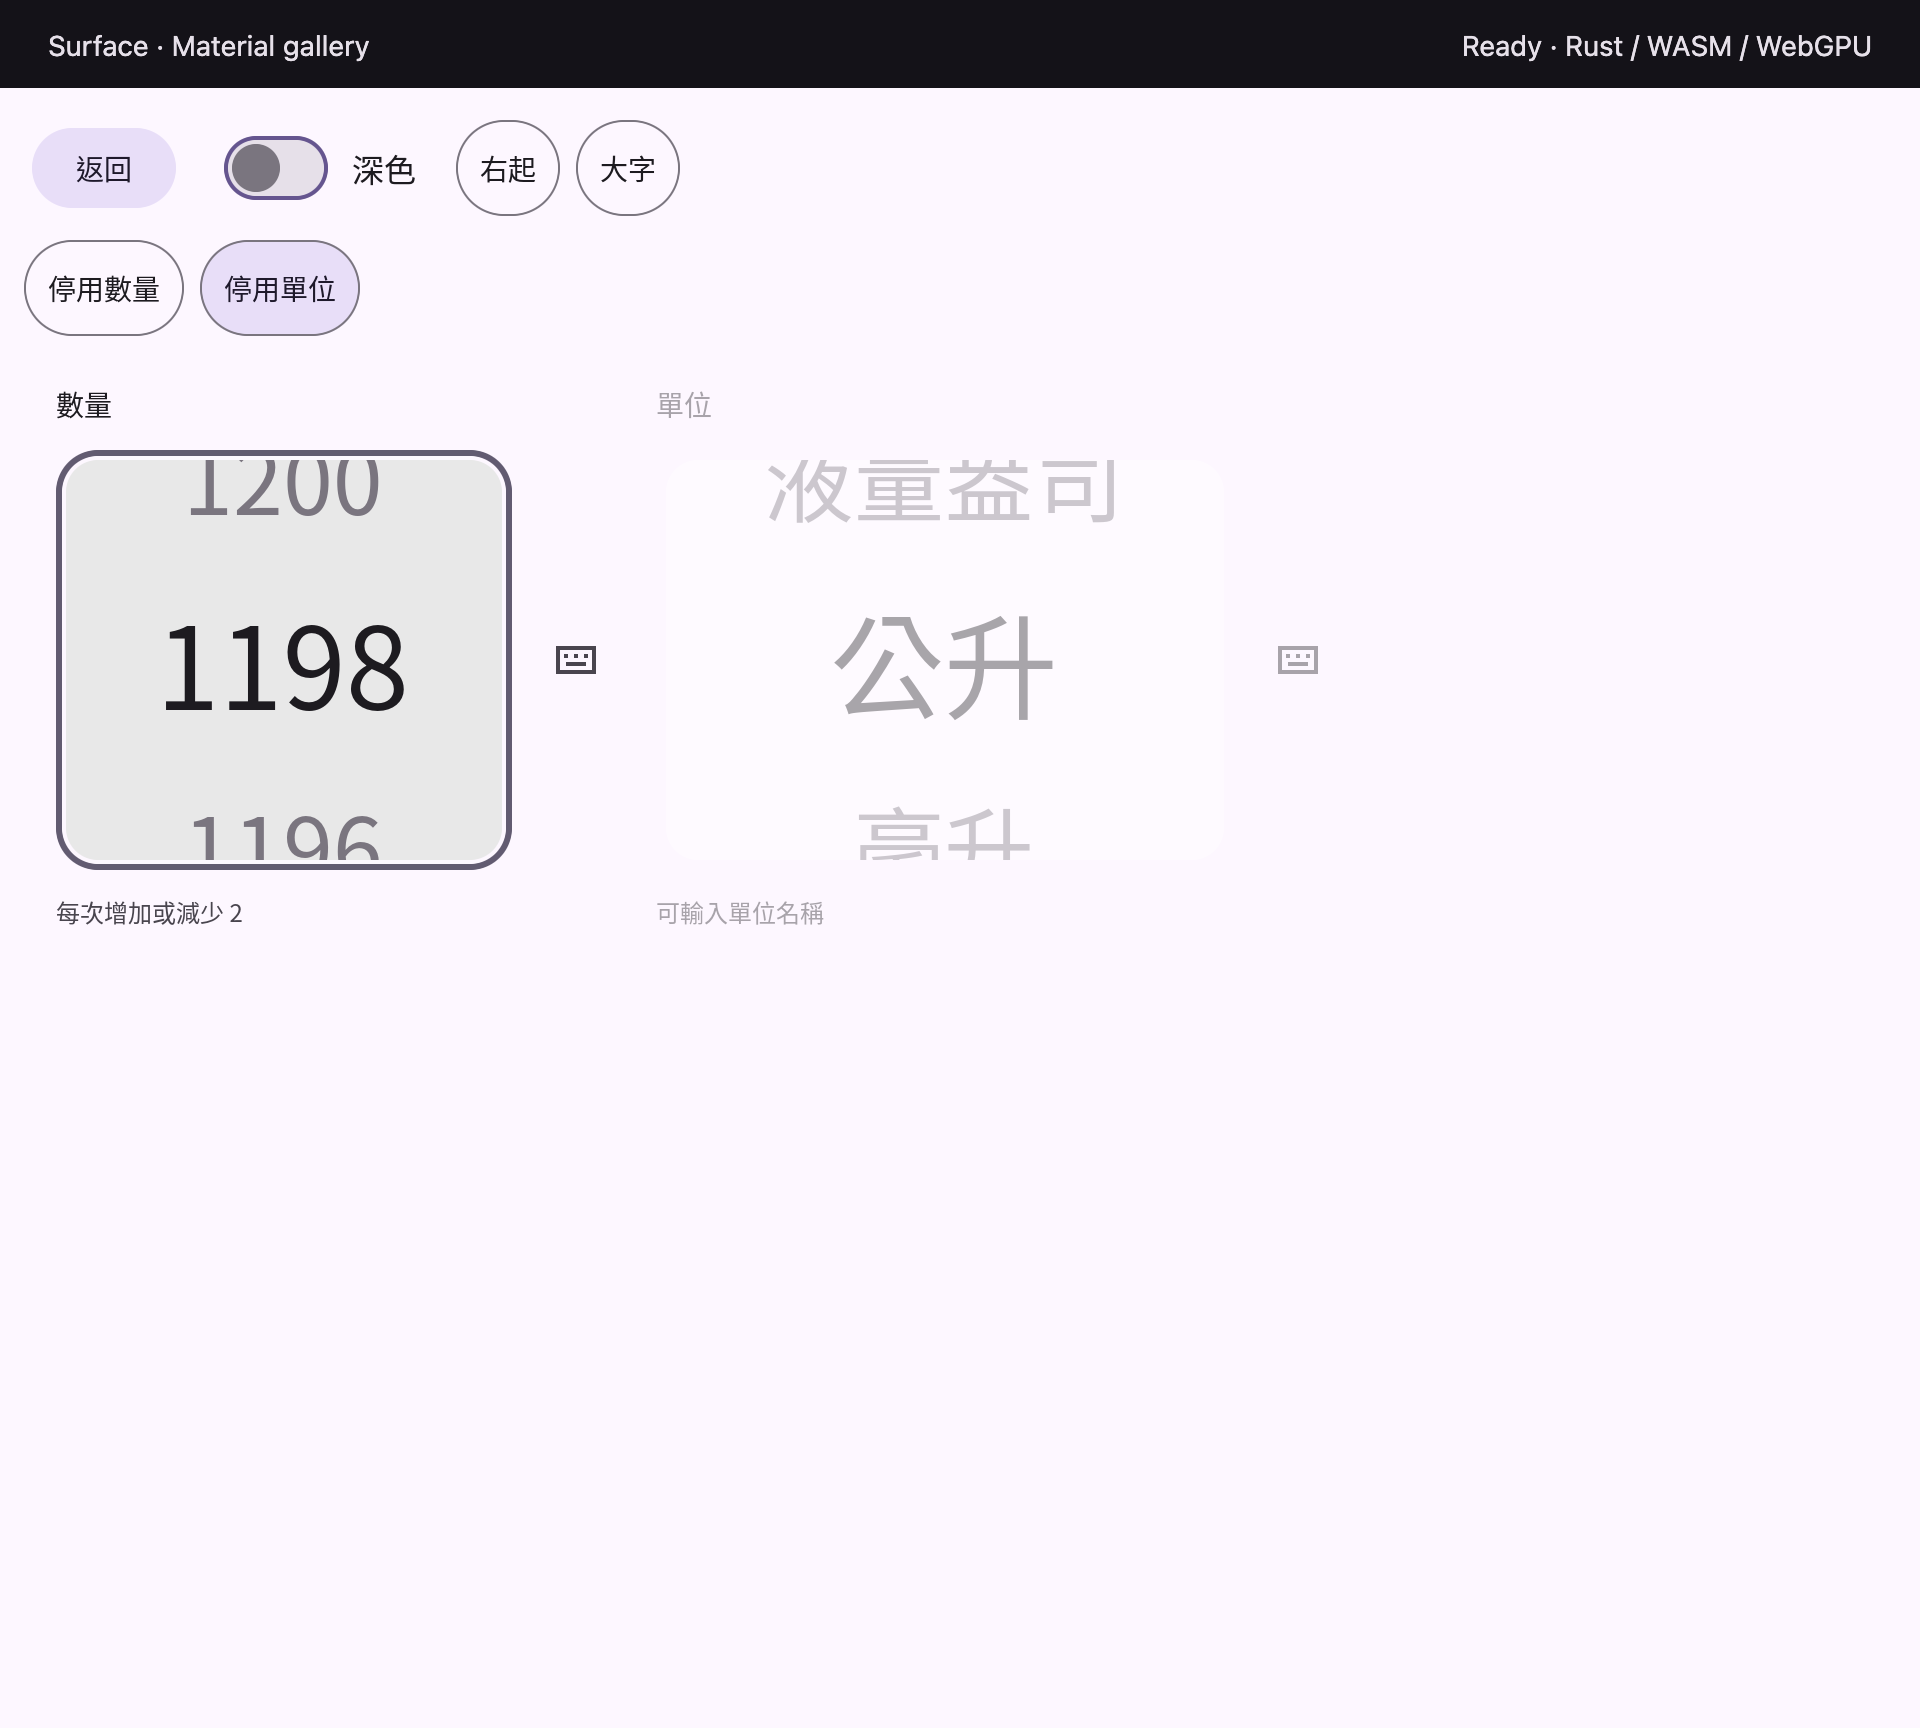 Surface · Material gallery
Ready · Rust / WASM / WebGPU
返回
深色
右起
大字
停用數量
停用單位
數量
單位
1200
液量盎司
1198
公升
1196
毫升
每次增加或減少 2
可輸入單位名稱